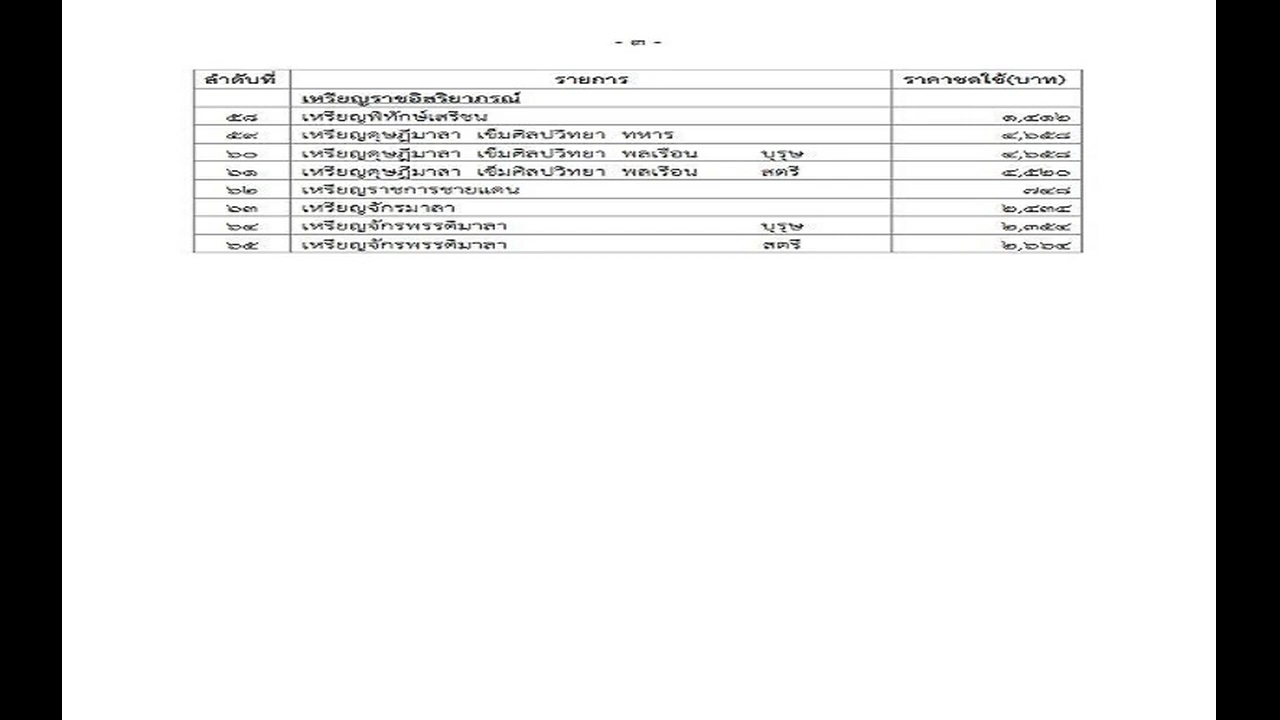 - ๓ -
ลำดับที่ รายการ ราคาชดใช้(บาท)
เหรียญราชอิสริยาภรณ์
๕๘ เหรียญพิทักษ์เสรีชน ๑,๔๑๒
๕๙ เหรียญดุษฎีมาลา เข็มศิลปวิทยา ทหาร ๔,๖๕๘
๖๐ เหรียญดุษฎีมาลา เข็มศิลปวิทยา พลเรือน บุรุษ ๔,๖๕๘
๖๑ เหรียญดุษฎีมาลา เข็มศิลปวิทยา พลเรือน สตรี ๔,๕๒๐
๖๒ เหรียญราชการชายแดน ๗๔๘
๖๓ เหรียญจักรมาลา ๒,๔๓๔
๖๔ เหรียญจักรพรรดิมาลา บุรุษ ๒,๓๕๔
๖๕ เหรียญจักรพรรดิมาลา สตรี ๒,๖๖๔